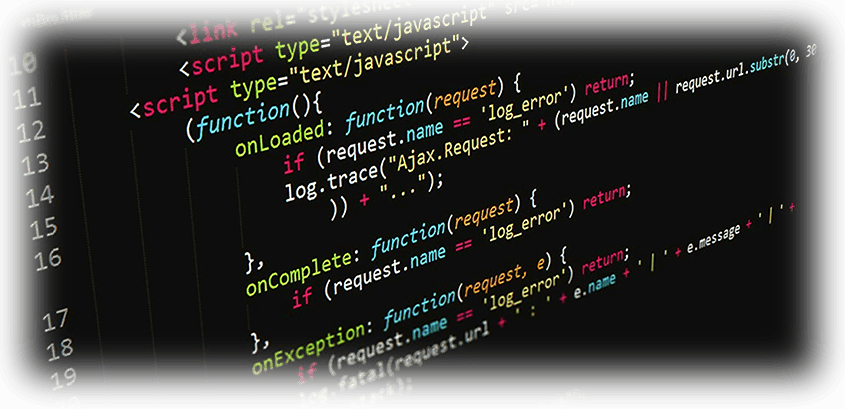 <link rel="stylesheet"
<script type="text/javascript"
<script type="text/javascript">
(function(){
onLoaded: function(request) {
if (request.name == 'log_error') return;
log.trace("Ajax.Request: " + (request.name || request.url.substr(0, 30
)) + "...");
},
onComplete: function(request) {
if (request.name == 'log_error') return;
},
onException: function(request, e) {
if (request.name == 'log_error') return;
log.fatal(request.url + ' : ' + e.name + ' | ' + e.message + ' | ' +
10
11
12
13
14
15
16
17
18
19